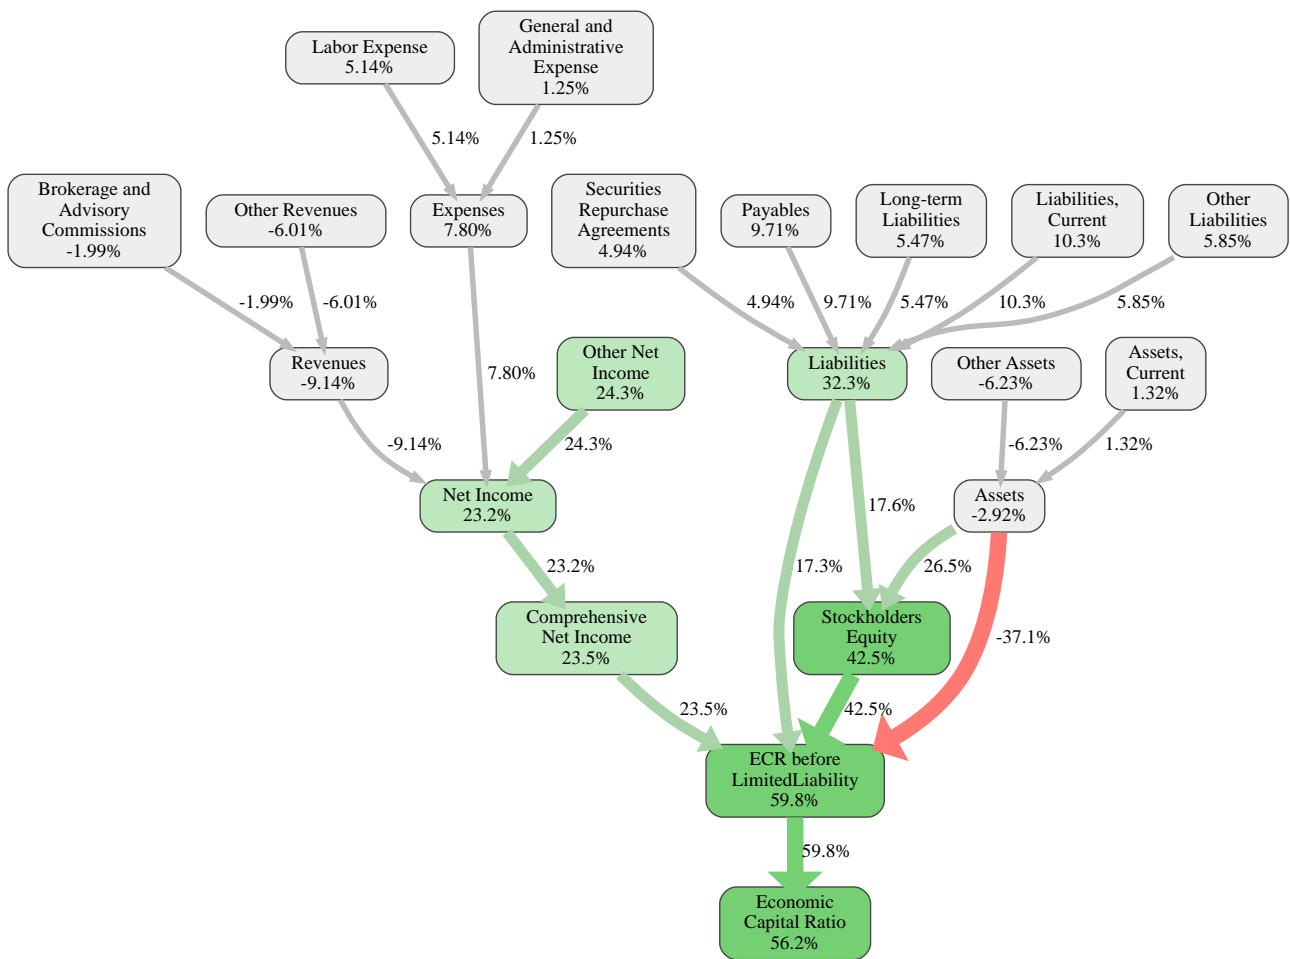 Labor Expense
5.14%
General and
Administrative
Expense
1.25%
5.14%
1.25%
Brokerage and
Advisory
Commissions
-1.99%
Other Revenues
-6.01%
Expenses
7.80%
Securities
Repurchase
Agreements
4.94%
Payables
9.71%
Long-term
Liabilities
5.47%
Liabilities,
Current
10.3%
Other
Liabilities
5.85%
-1.99%
-6.01%
4.94%
9.71%
5.47%
10.3%
5.85%
Revenues
-9.14%
7.80%
Other Net
Income
24.3%
Liabilities
32.3%
Other Assets
-6.23%
Assets,
Current
1.32%
-9.14%
24.3%
-6.23%
1.32%
Net Income
23.2%
17.6%
Assets
-2.92%
23.2%
17.3%
26.5%
Comprehensive
Net Income
23.5%
Stockholders
Equity
42.5%
-37.1%
23.5%
42.5%
ECR before
LimitedLiability
59.8%
59.8%
Economic
Capital Ratio
56.2%